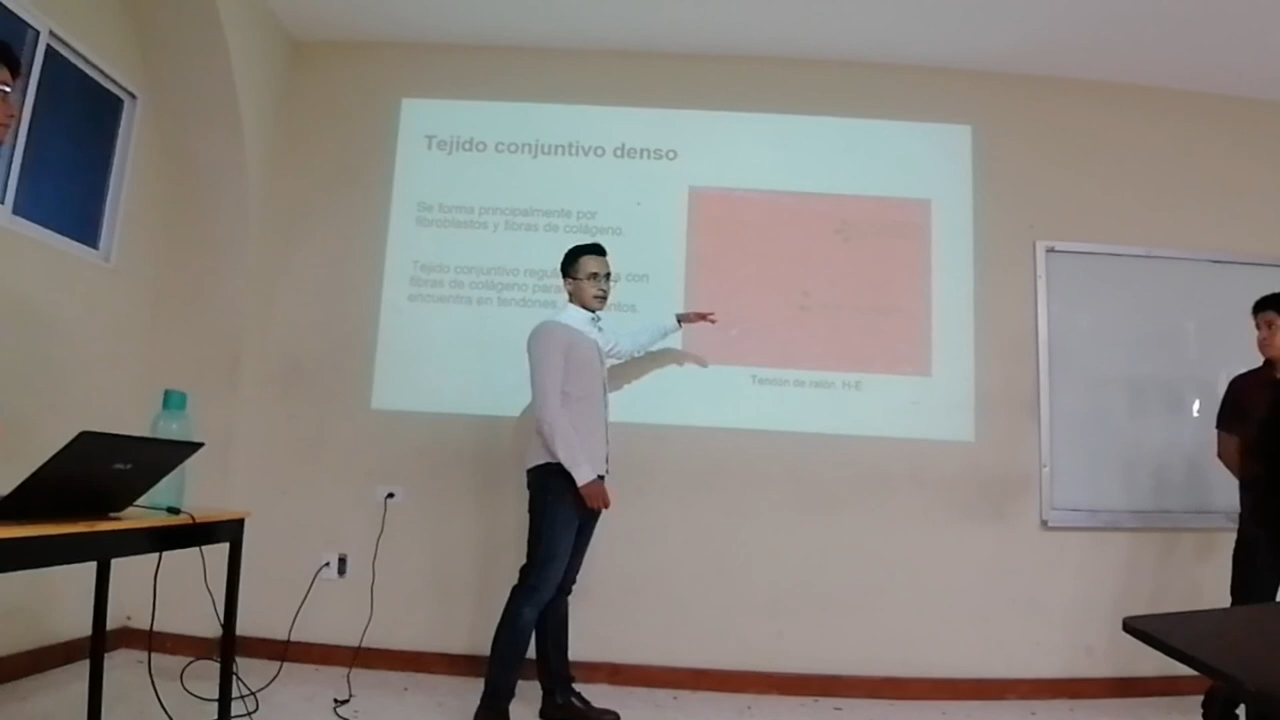 Tejido conjuntivo denso
Se forma principalmente por
fibroblastos y fibras de colágeno
Tejido conjuntivo con
fibras de colágeno
encuentra en tendones
Tendón de ratón. H-E